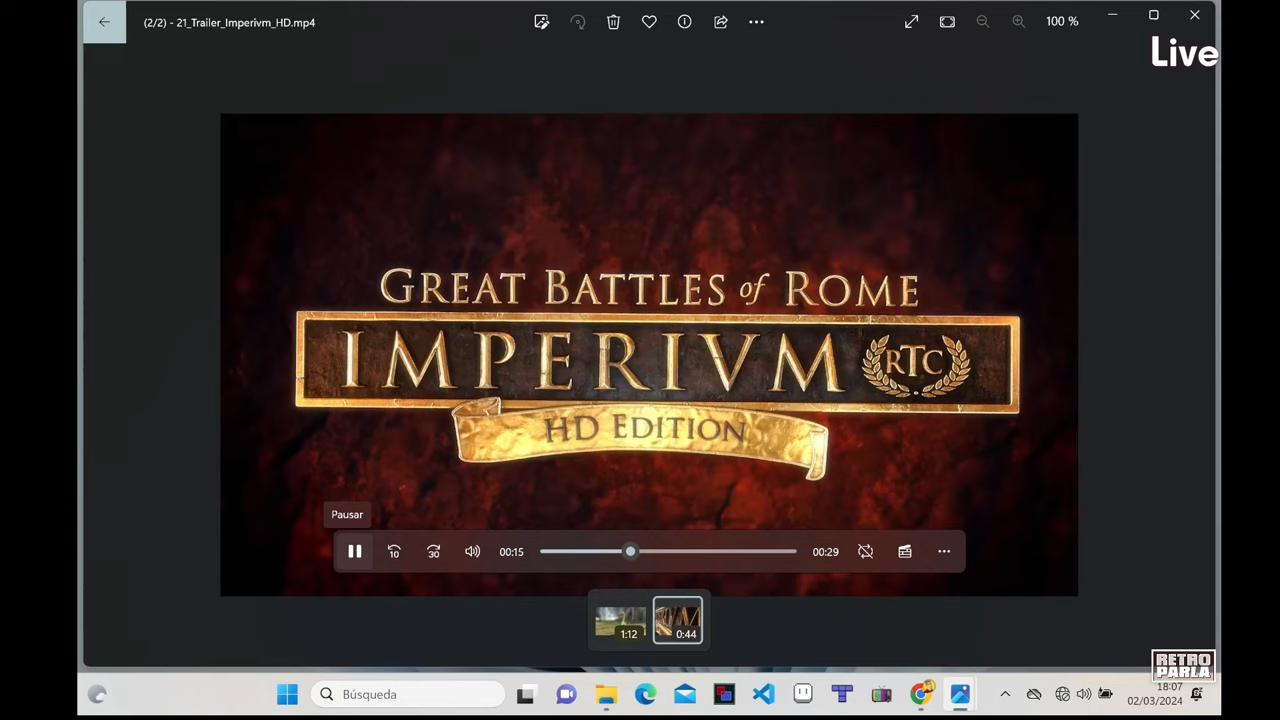 (2/2) - 21_Trailer_Imperivm_HD.mp4
100 %
Live
GREAT BATTLES of ROME
IMPERIVM RTC
HD EDITION
Pausar
10
30
00:15
00:29
1:12
0:44
RETRO
PARLA
Búsqueda
18:07
02/03/2024